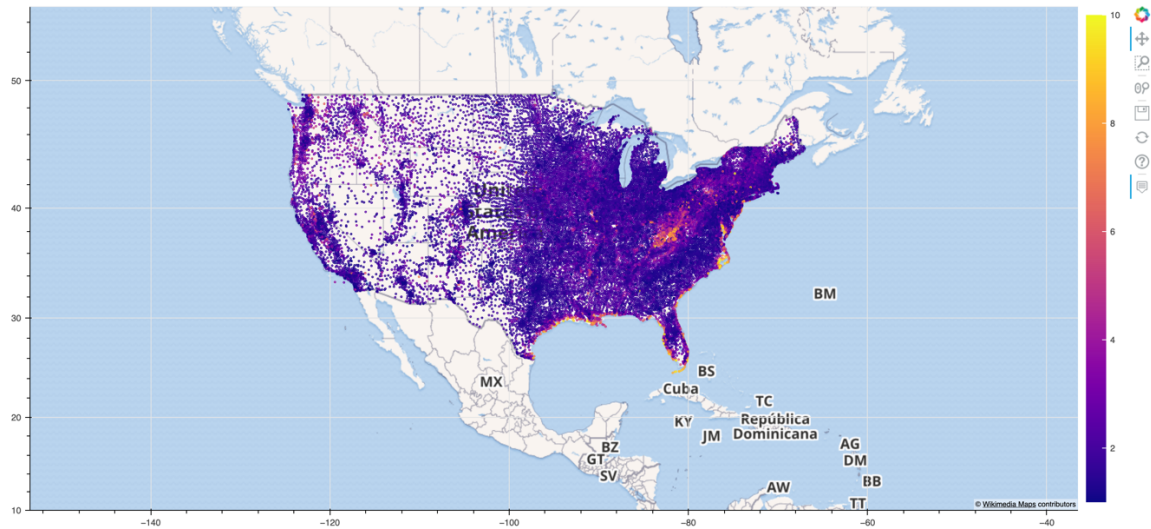 10
8
6
4
2
50
40
30
20
10
−140
−120
−100
−80
−60
−40
United
States
America
BM
MX
BS
Cuba
TC
KY
República
Dominicana
JM
AG
BZ
DM
GT
SV
BB
AW
TT
© Wikimedia Maps contributors